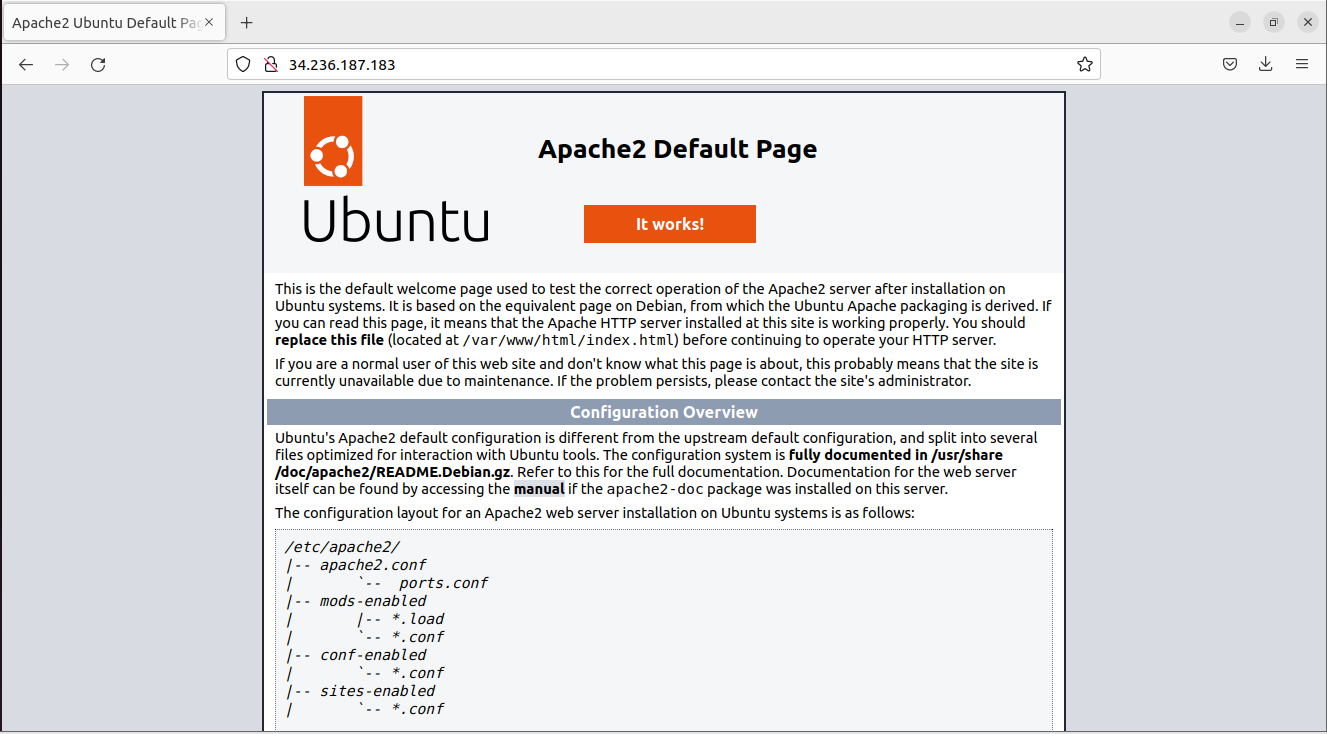 Apache2 Ubuntu Default Pag
34.236.187.183
Apache2 Default Page
Ubuntu
It works!
This is the default welcome page used to test the correct operation of the Apache2 server after installation on
Ubuntu systems. It is based on the equivalent page on Debian, from which the Ubuntu Apache packaging is derived. If
you can read this page, it means that the Apache HTTP server installed at this site is working properly. You should
replace this file (located at /var/www/html/index.html) before continuing to operate your HTTP server.
If you are a normal user of this web site and don't know what this page is about, this probably means that the site is
currently unavailable due to maintenance. If the problem persists, please contact the site's administrator.
Configuration Overview
Ubuntu's Apache2 default configuration is different from the upstream default configuration, and split into several
files optimized for interaction with Ubuntu tools. The configuration system is fully documented in /usr/share
/doc/apache2/README.Debian.gz. Refer to this for the full documentation. Documentation for the web server
itself can be found by accessing the manual if the apache2-doc package was installed on this server.
The configuration layout for an Apache2 web server installation on Ubuntu systems is as follows:
/etc/apache2/
|-- apache2.conf
|       `--  ports.conf
|-- mods-enabled
|       |-- *.load
|       `-- *.conf
|-- conf-enabled
|       `-- *.conf
|-- sites-enabled
|       `-- *.conf